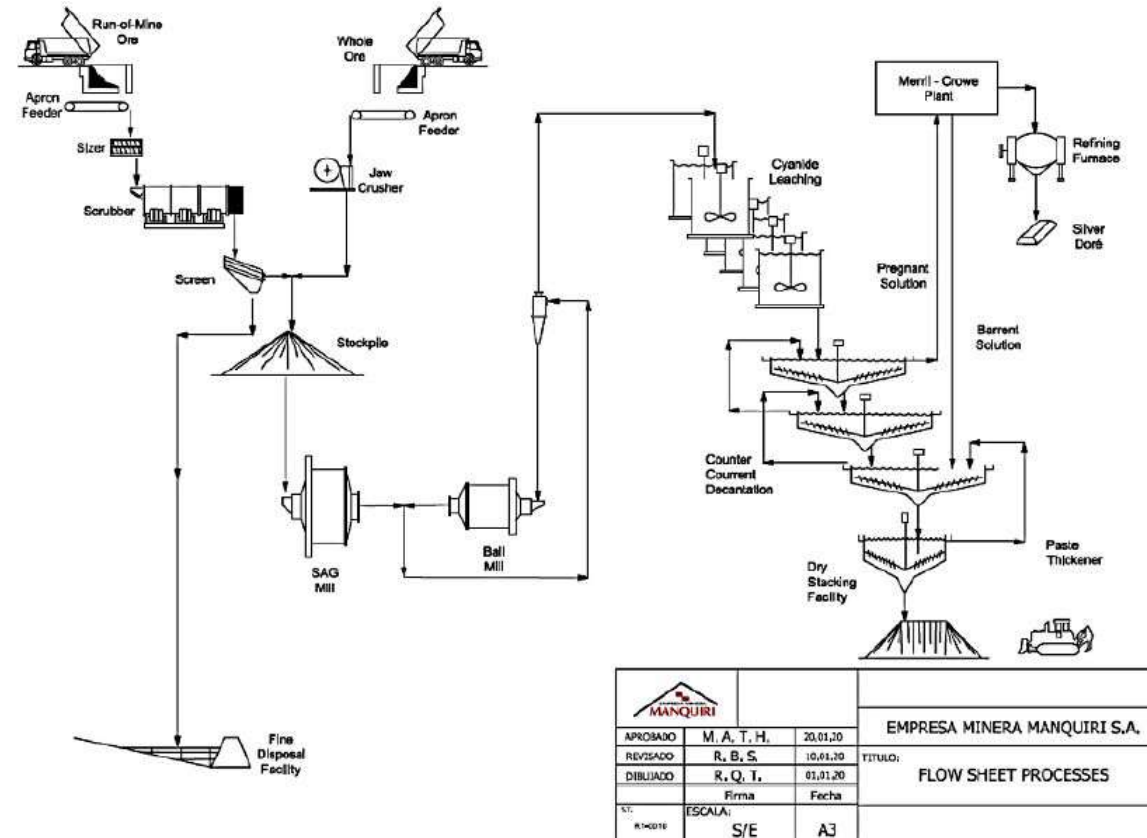 Run-of-Mine
Ore
Whole
Ore
Apron
Feeder
Apron
Feeder
Sizer
Jaw
Crusher
Scrubber
Screen
Stockpile
SAG
Mill
Ball
Mill
Fine
Disposal
Facility
Cyanide
Leaching
Merril - Crowe
Plant
Refining
Furnace
Silver
Doré
Pregnant
Solution
Barrent
Solution
Counter
Courrent
Decantation
Paste
Thickener
Dry
Stacking
Facility
EMPRESA MINERA
MANQUIRI
EMPRESA MINERA MANQUIRI S.A.
APROBADO M. A. T. H. 20,01,20
REVISADO R. B. S. 10,01,20
DIBUJADO R. Q. T. 01,01,20
Firma Fecha
TITULO:
FLOW SHEET PROCESSES
ESCALA:
S/E A3